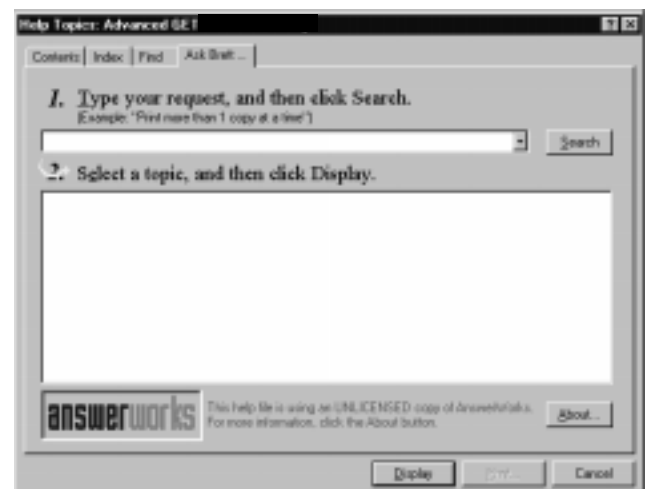 Help Topics: Advanced GET
Contents Index Find Ask Brett ...
1. Type your request, and then click Search.
(Example: "Print more than 1 copy at a time")
Search
2. Select a topic, and then click Display.
answerworks
This help file is using an UNLICENSED copy of AnswerWorks.
For more information, click the About button.
About...
Display Print... Cancel